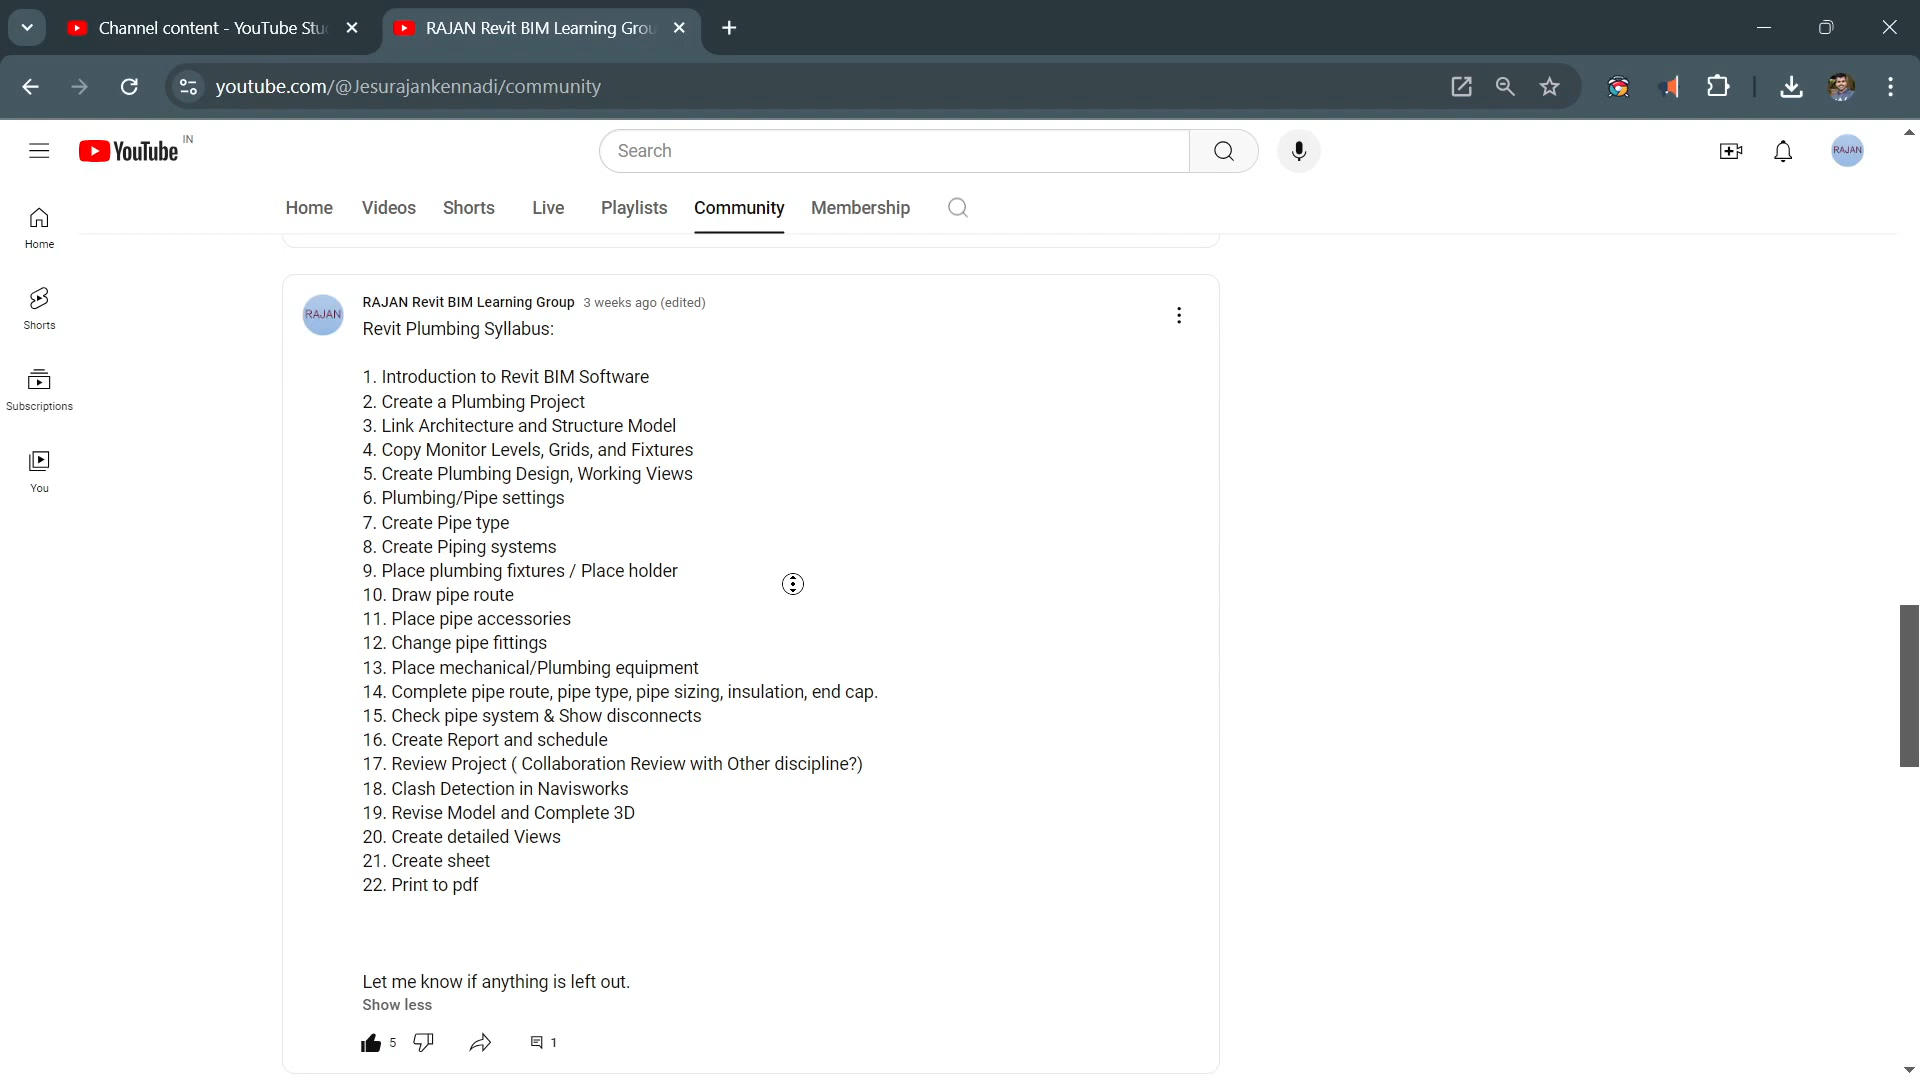 Channel content - YouTube Stu
RAJAN Revit BIM Learning Grou
youtube.com/@Jesurajankennadi/community
YouTube IN
Search
RAJAN
Home Videos Shorts Live Playlists Community Membership
Home
Shorts
Subscriptions
You
RAJAN
RAJAN Revit BIM Learning Group 3 weeks ago (edited)
Revit Plumbing Syllabus:
1. Introduction to Revit BIM Software
2. Create a Plumbing Project
3. Link Architecture and Structure Model
4. Copy Monitor Levels, Grids, and Fixtures
5. Create Plumbing Design, Working Views
6. Plumbing/Pipe settings
7. Create Pipe type
8. Create Piping systems
9. Place plumbing fixtures / Place holder
10. Draw pipe route
11. Place pipe accessories
12. Change pipe fittings
13. Place mechanical/Plumbing equipment
14. Complete pipe route, pipe type, pipe sizing, insulation, end cap.
15. Check pipe system & Show disconnects
16. Create Report and schedule
17. Review Project ( Collaboration Review with Other discipline?)
18. Clash Detection in Navisworks
19. Revise Model and Complete 3D
20. Create detailed Views
21. Create sheet
22. Print to pdf
Let me know if anything is left out.
Show less
5 1